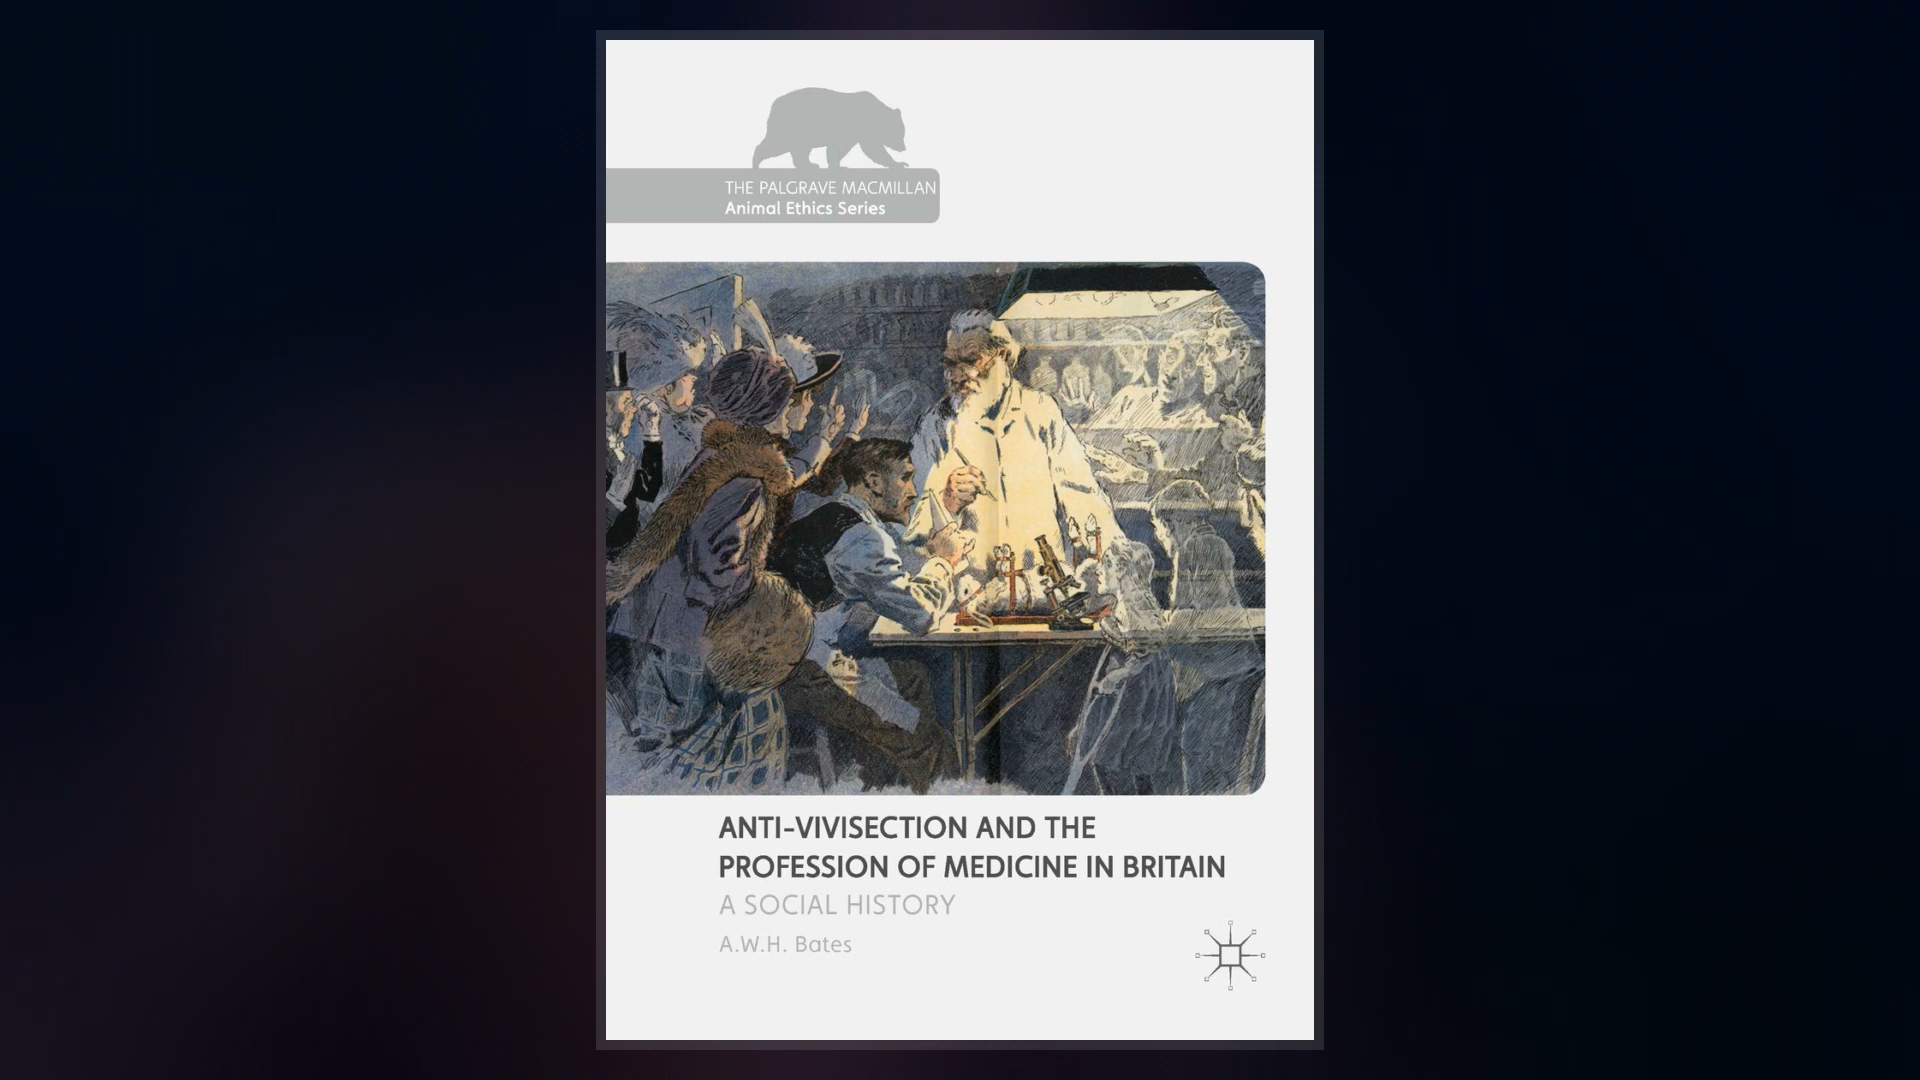 THE PALGRAVE MACMILLAN
Animal Ethics Series
ANTI-VIVISECTION AND THE
PROFESSION OF MEDICINE IN BRITAIN
A SOCIAL HISTORY
A.W.H. Bates